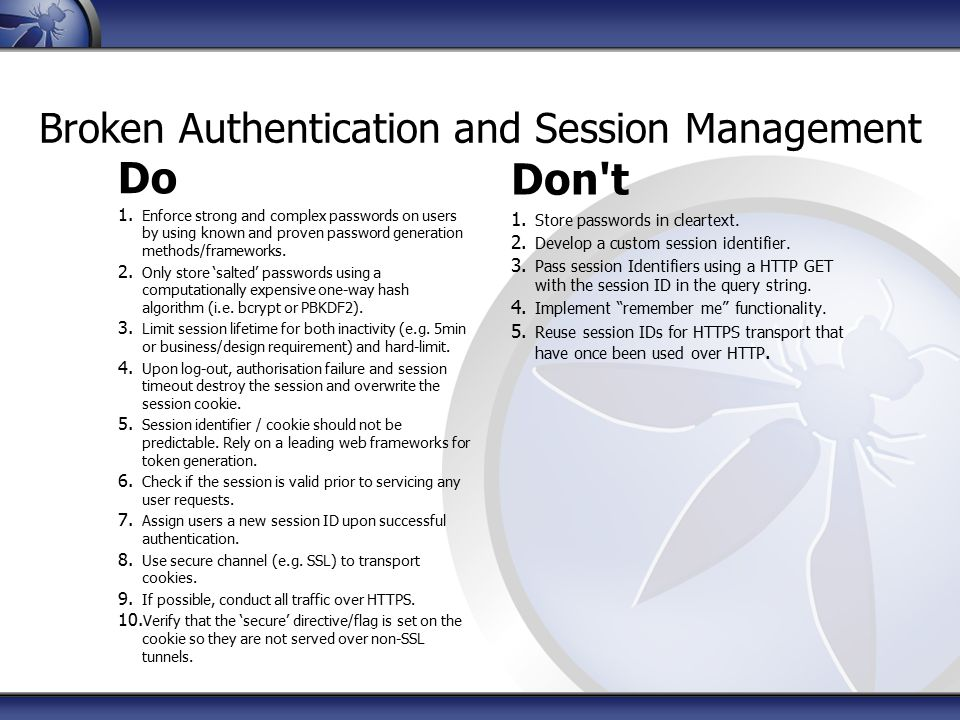 Broken Authentication and Session Management
Do
1. Enforce strong and complex passwords on users
by using known and proven password generation
methods/frameworks.
2. Only store ‘salted’ passwords using a
computationally expensive one-way hash
algorithm (i.e. bcrypt or PBKDF2).
3. Limit session lifetime for both inactivity (e.g. 5min
or business/design requirement) and hard-limit.
4. Upon log-out, authorisation failure and session
timeout destroy the session and overwrite the
session cookie.
5. Session identifier / cookie should not be
predictable. Rely on a leading web frameworks for
token generation.
6. Check if the session is valid prior to servicing any
user requests.
7. Assign users a new session ID upon successful
authentication.
8. Use secure channel (e.g. SSL) to transport
cookies.
9. If possible, conduct all traffic over HTTPS.
10. Verify that the ‘secure’ directive/flag is set on the
cookie so they are not served over non-SSL
tunnels.
Don't
1. Store passwords in cleartext.
2. Develop a custom session identifier.
3. Pass session Identifiers using a HTTP GET
with the session ID in the query string.
4. Implement “remember me” functionality.
5. Reuse session IDs for HTTPS transport that
have once been used over HTTP.